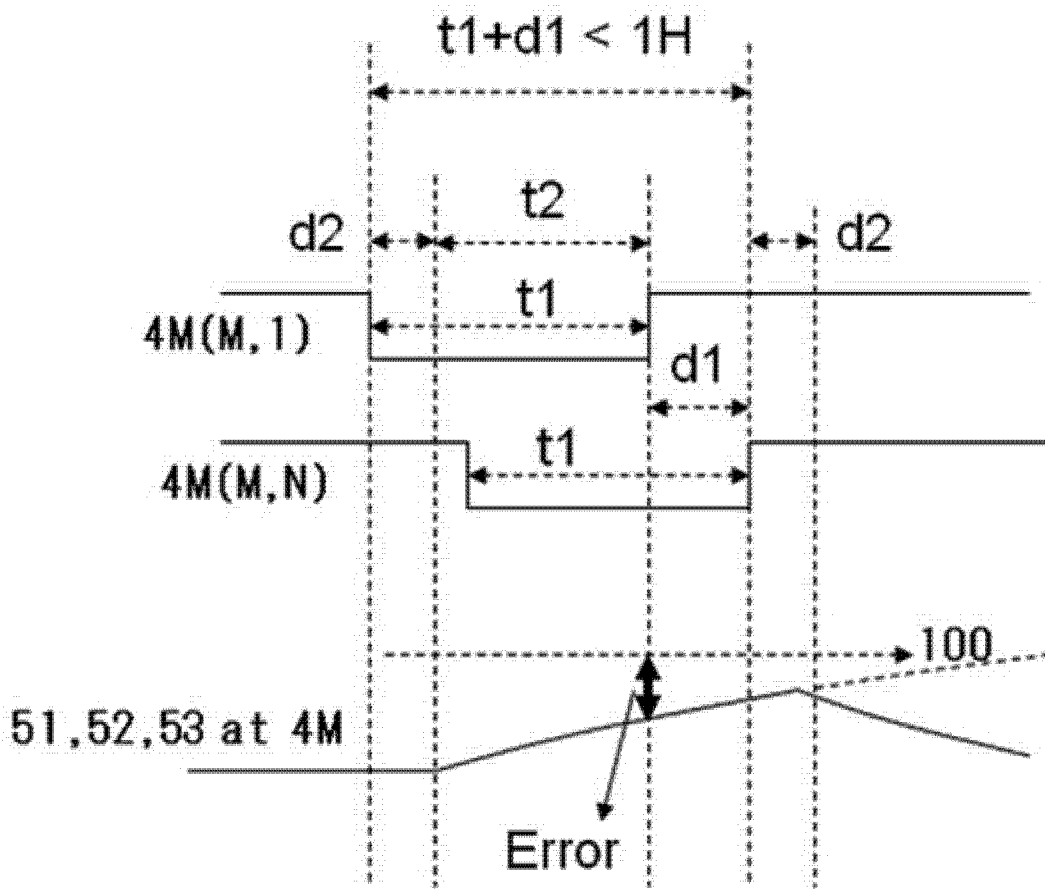 t1+d1 < 1H
d2
t2
d2
t1
4M(M,1)
d1
t1
4M(M,N)
100
51,52,53 at 4M
Error